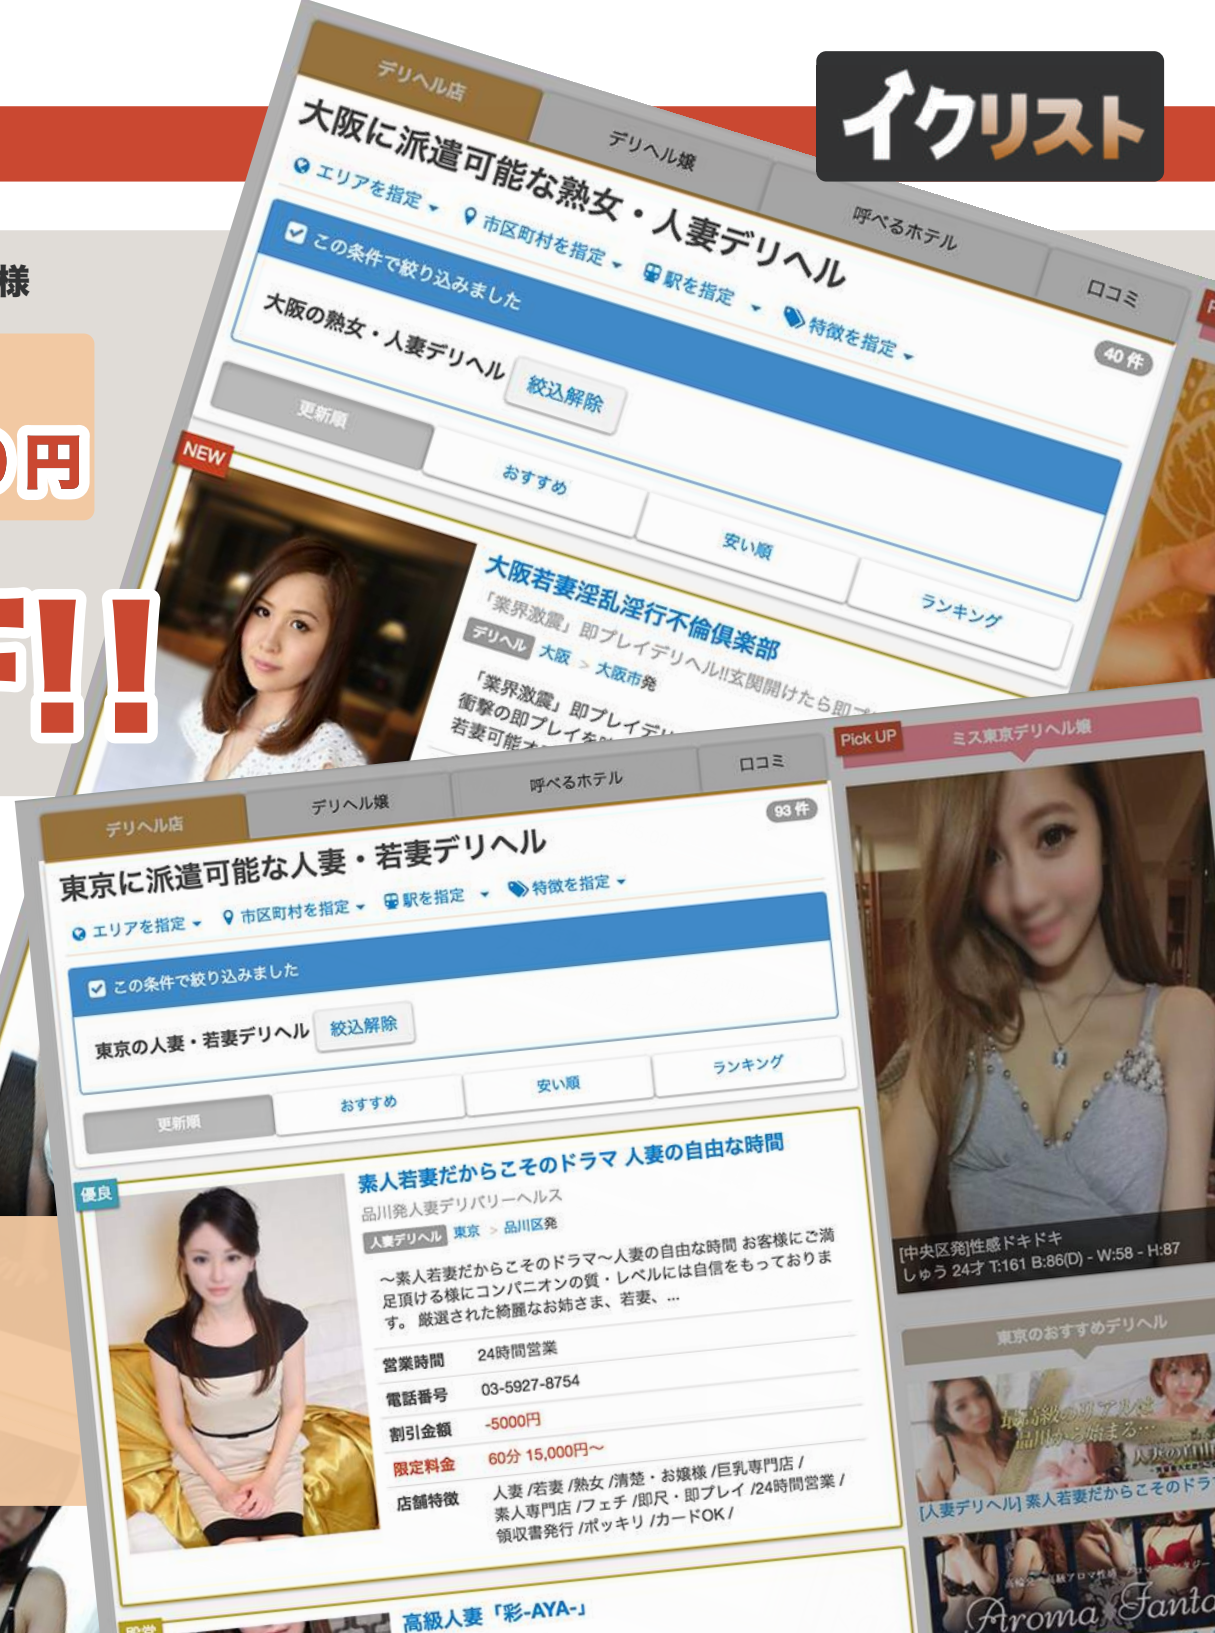 イクリスト
様
円
!!
デリヘル店
デリヘル嬢
呼べるホテル
口コミ
大阪に派遣可能な熟女・人妻デリヘル
40 件
エリアを指定
市区町村を指定
駅を指定
特徴を指定
この条件で絞り込みました
大阪の熟女・人妻デリヘル
絞込解除
更新順
おすすめ
安い順
ランキング
NEW
大阪若妻淫乱淫行不倫倶楽部
「業界激震」即プレイデリヘル!!玄関開けたら即プ
デリヘル 大阪 > 大阪市発
「業界激震」即プレイデリ
衝撃の即プレイを
若妻可能
デリヘル店
デリヘル嬢
呼べるホテル
口コミ
東京に派遣可能な人妻・若妻デリヘル
93 件
エリアを指定
市区町村を指定
駅を指定
特徴を指定
この条件で絞り込みました
東京の人妻・若妻デリヘル
絞込解除
更新順
おすすめ
安い順
ランキング
優良
素人若妻だからこそのドラマ 人妻の自由な時間
品川発人妻デリバリーヘルス
人妻デリヘル 東京 > 品川区発
〜素人若妻だからこそのドラマ〜人妻の自由な時間 お客様にご満
足頂ける様にコンパニオンの質・レベルには自信をもっておりま
す。 厳選された綺麗なお姉さま、若妻、...
営業時間 24時間営業
電話番号 03-5927-8754
割引金額 -5000円
限定料金 60分 15,000円〜
店舗特徴 人妻 /若妻 /熟女 /清楚・お嬢様 /巨乳専門店 /
素人専門店 /フェチ /即尺・即プレイ /24時間営業 /
領収書発行 /ポッキリ /カードOK /
高級人妻「彩-AYA-」
Pick UP
ミス東京デリヘル嬢
[中央区発]性感ドキドキ
しゅう 24才 T:161 B:86(D) - W:58 - H:87
東京のおすすめデリヘル
最高級のリアルは
品川から始まる…
[人妻デリヘル] 素人若妻だからこそのドラ
Aroma Fanta